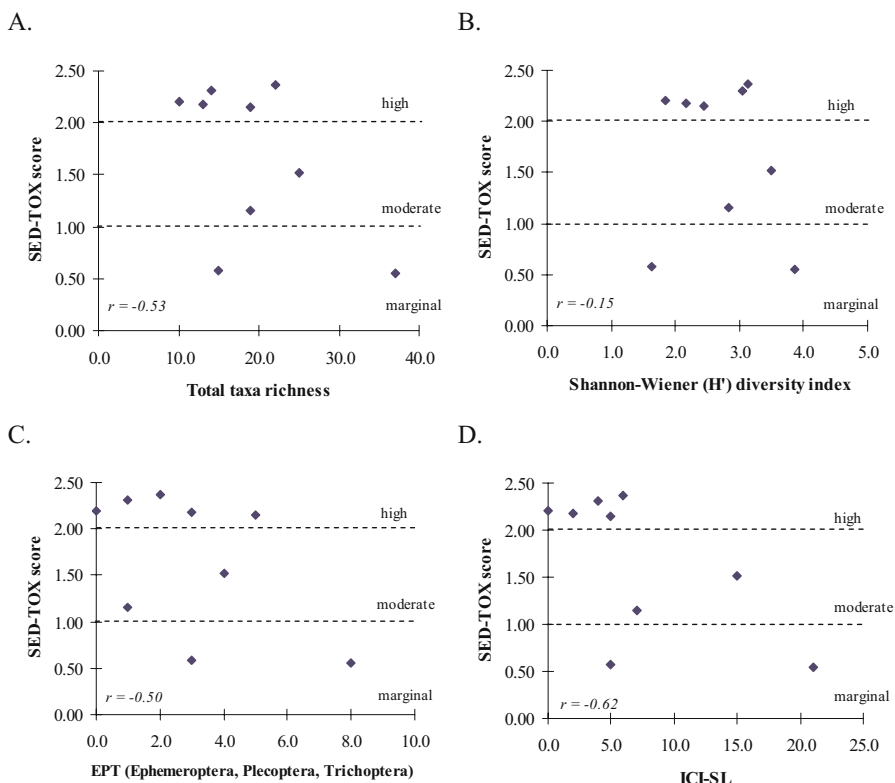 A.
SED-TOX score
2.50
2.00
1.50
1.00
0.50
0.00
high
moderate
marginal
r = -0.53
0.0 10.0 20.0 30.0 40.0
Total taxa richness
B.
SED-TOX score
2.50
2.00
1.50
1.00
0.50
0.00
high
moderate
marginal
r = -0.15
0.0 1.0 2.0 3.0 4.0 5.0
Shannon-Wiener (H') diversity index
C.
SED-TOX score
2.50
2.00
1.50
1.00
0.50
0.00
high
moderate
marginal
r = -0.50
0.0 2.0 4.0 6.0 8.0 10.0
EPT (Ephemeroptera, Plecoptera, Trichoptera)
D.
SED-TOX score
2.50
2.00
1.50
1.00
0.50
0.00
high
moderate
marginal
r = -0.62
0.0 5.0 10.0 15.0 20.0 25.0
ICI-SL